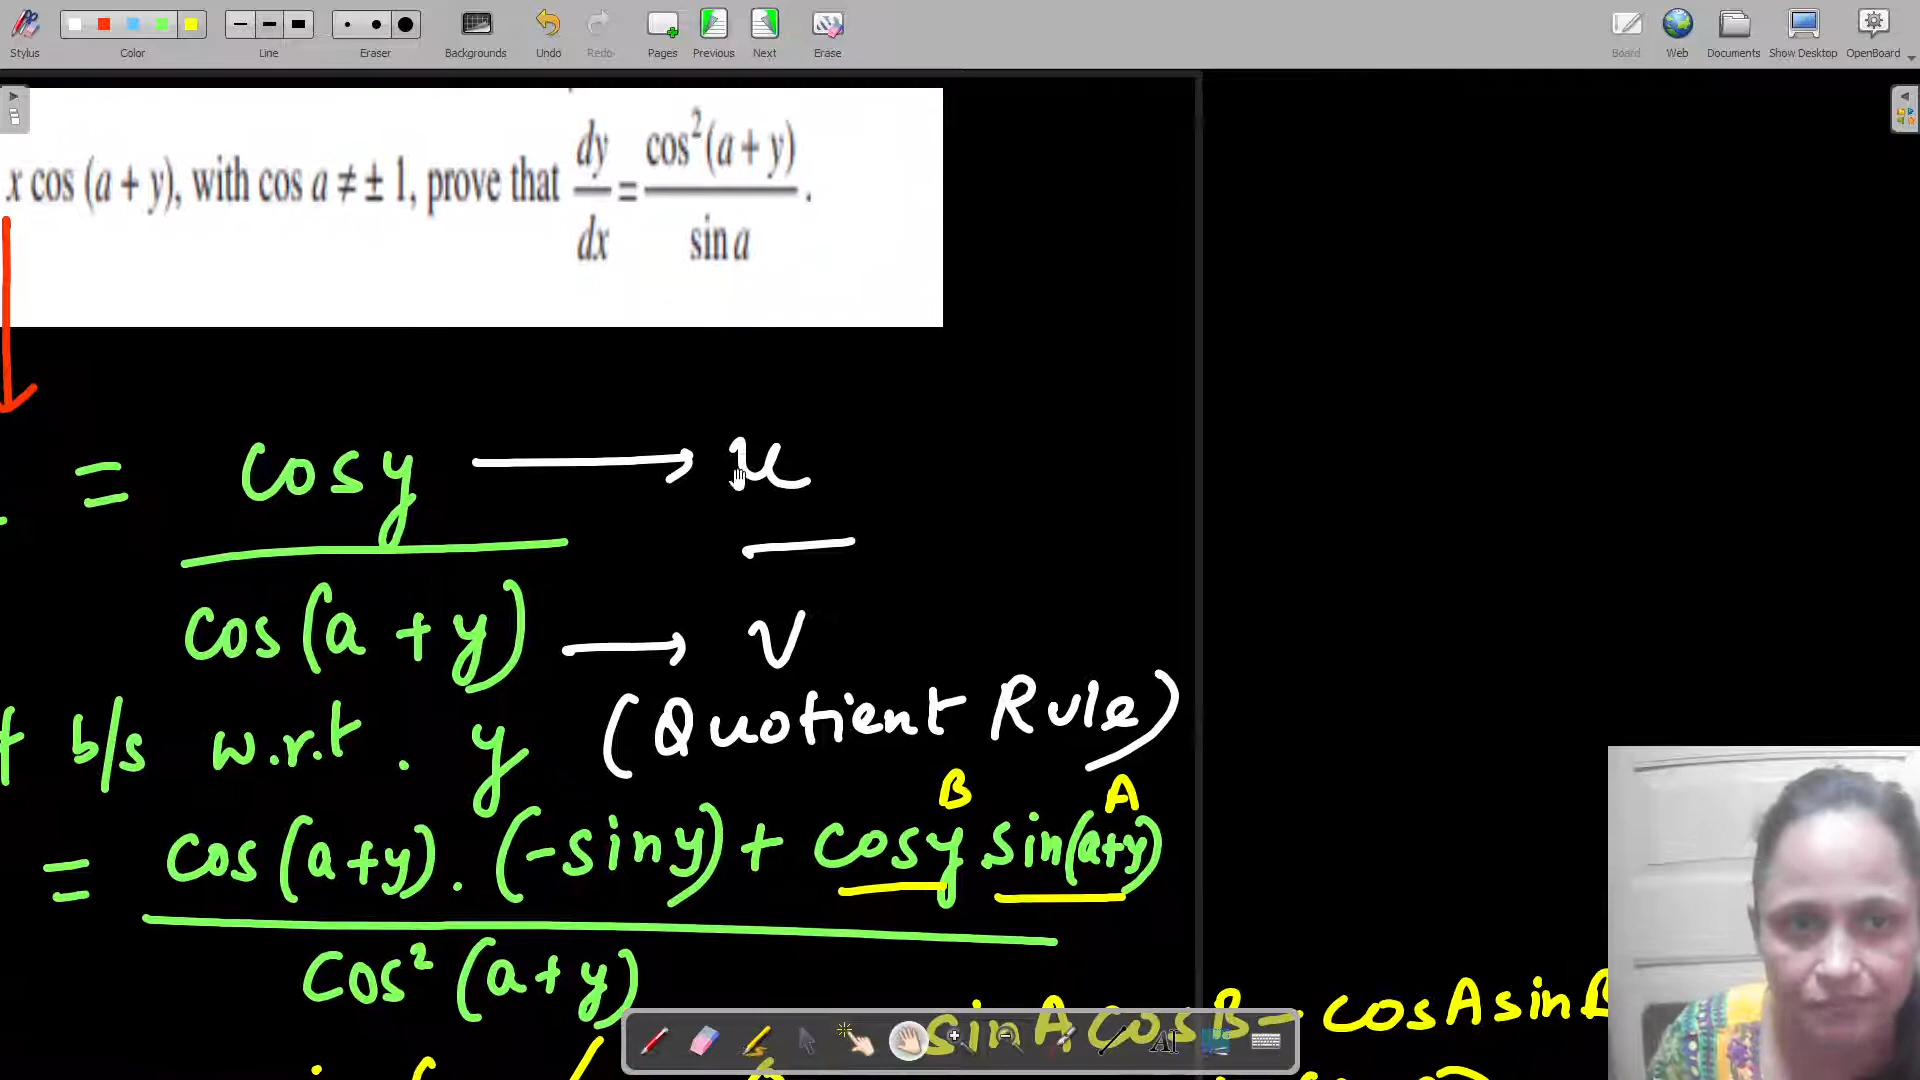 Stylus Color Line Eraser Backgrounds Undo Redo Pages Previous Next Erase Board Web Documents Show Desktop OpenBoard
x cos (a + y), with cos a ≠ ± 1, prove that dy/dx = cos²(a + y)/sin a .
= cosy → u
cos(a + y) → v
b/s w.r.t. y (Quotient Rule)
B A
= cos(a+y). (-siny) + cosy sin(a+y)
cos² (a+y)
sinA cosB - cosA sinB